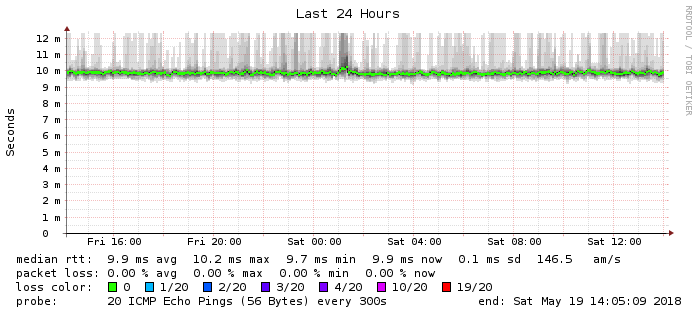 Last 24 Hours
RRDTOOL / TOBI OETIKER
Seconds
12 m
11 m
10 m
9 m
8 m
7 m
6 m
5 m
4 m
3 m
2 m
1 m
0
Fri 16:00 Fri 20:00 Sat 00:00 Sat 04:00 Sat 08:00 Sat 12:00
median rtt: 9.9 ms avg 10.2 ms max 9.7 ms min 9.9 ms now 0.1 ms sd 146.5 am/s
packet loss: 0.00 % avg 0.00 % max 0.00 % min 0.00 % now
loss color: 0 1/20 2/20 3/20 4/20 10/20 19/20
probe: 20 ICMP Echo Pings (56 Bytes) every 300s end: Sat May 19 14:05:09 2018